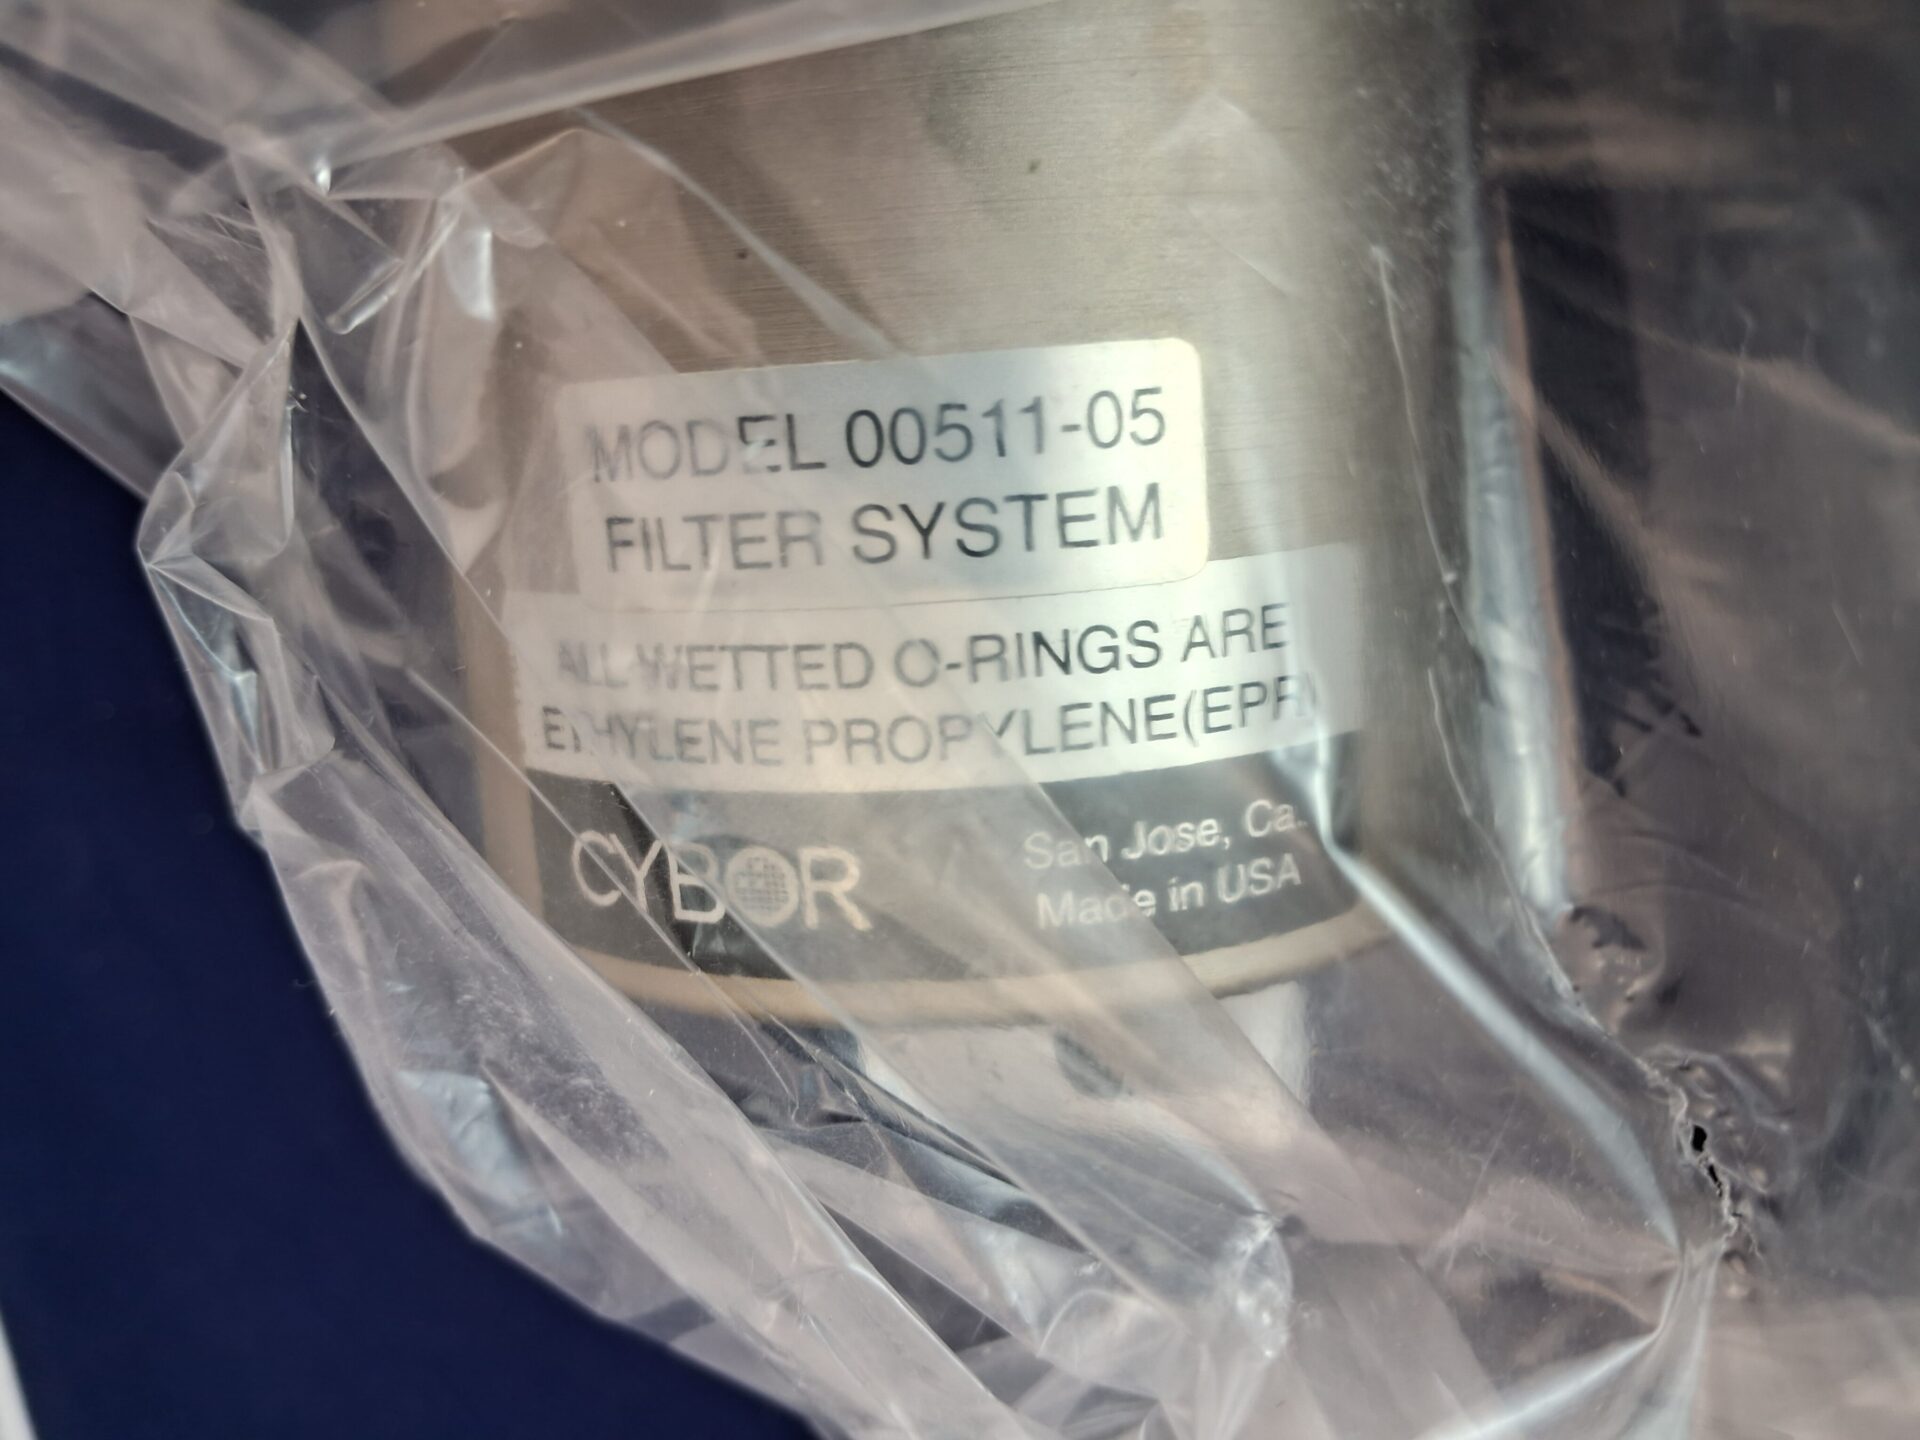 MODEL 00511-05
FILTER SYSTEM
ALL WETTED O-RINGS ARE
ETHYLENE PROPYLENE(EPR)
CYBOR
San Jose, Ca.
Made in USA